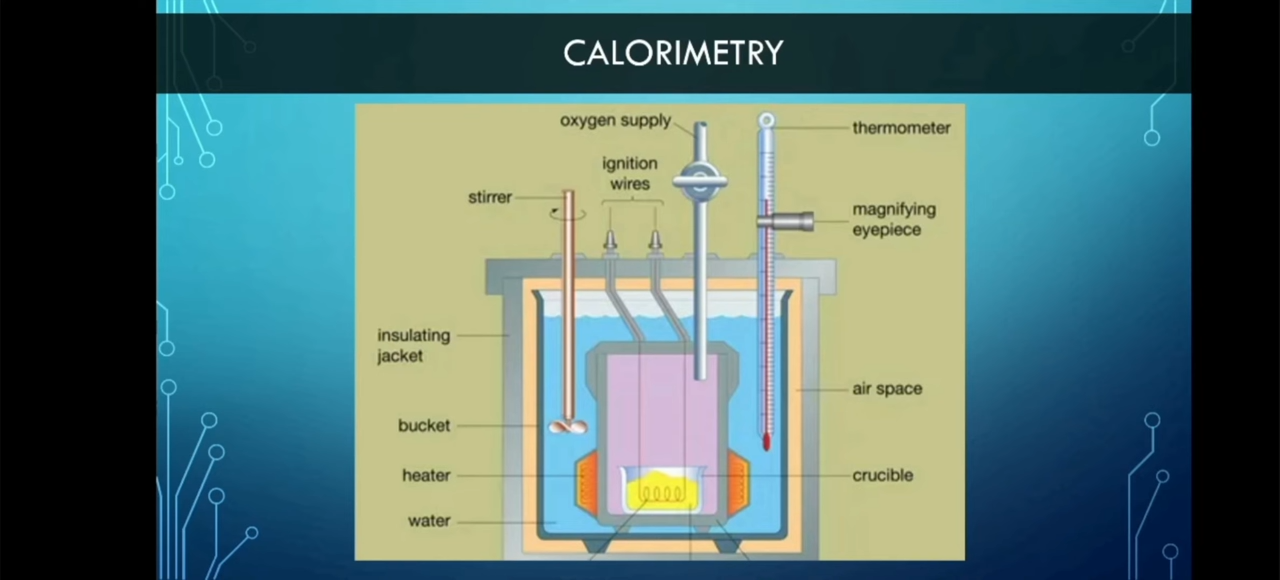 CALORIMETRY
oxygen supply
thermometer
ignition
wires
stirrer
magnifying
eyepiece
insulating
jacket
air space
bucket
heater
crucible
water